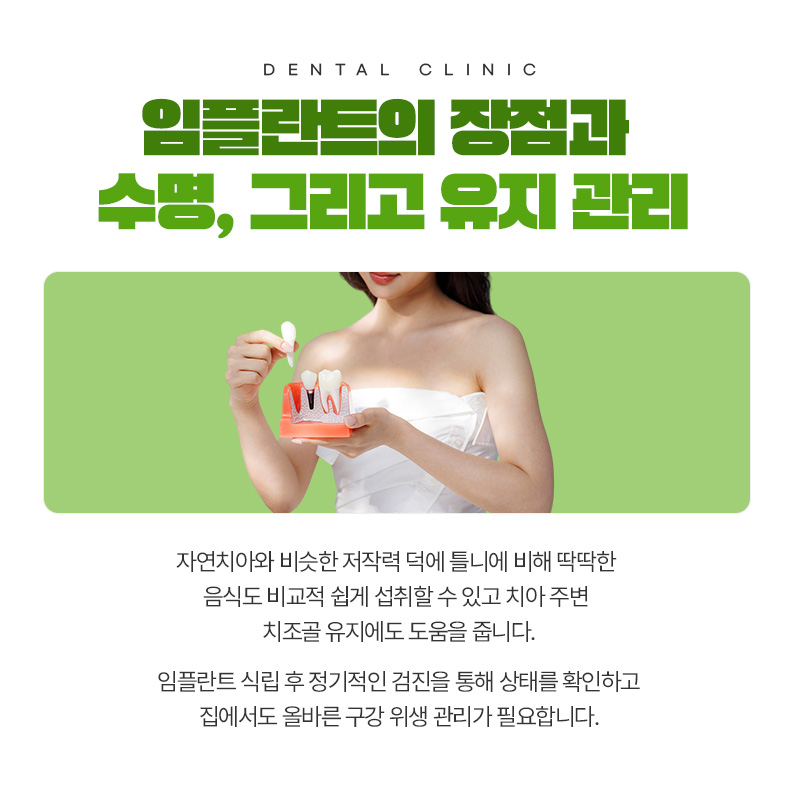 DENTAL CLINIC
임플란트의 장점과
수명, 그리고 유지 관리
자연치아와 비슷한 저작력 덕에 틀니에 비해 딱딱한
음식도 비교적 쉽게 섭취할 수 있고 치아 주변
치조골 유지에도 도움을 줍니다.
임플란트 식립 후 정기적인 검진을 통해 상태를 확인하고
집에서도 올바른 구강 위생 관리가 필요합니다.